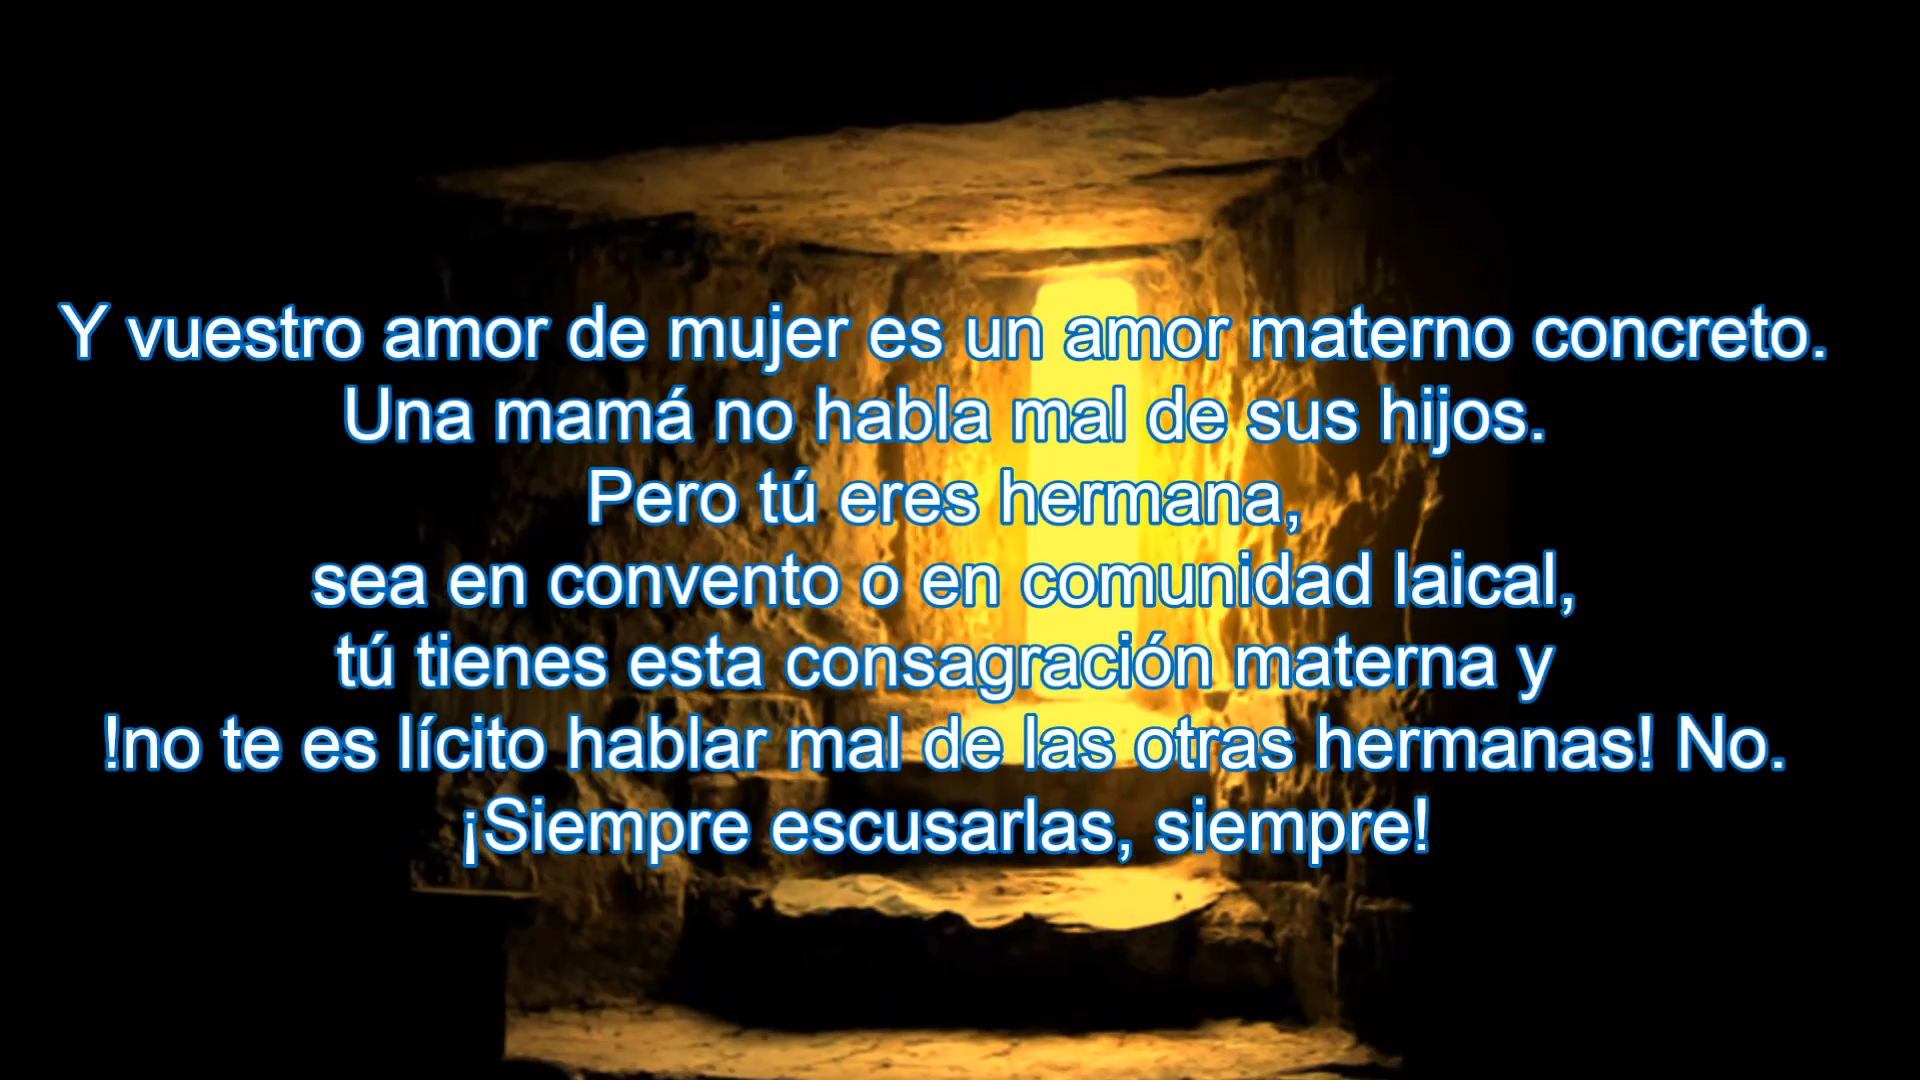 Y vuestro amor de mujer es un amor materno concreto.
Una mamá no habla mal de sus hijos.
Pero tú eres hermana,
sea en convento o en comunidad laical,
tú tienes esta consagración materna y
!no te es lícito hablar mal de las otras hermanas! No.
¡Siempre escusarlas, siempre!